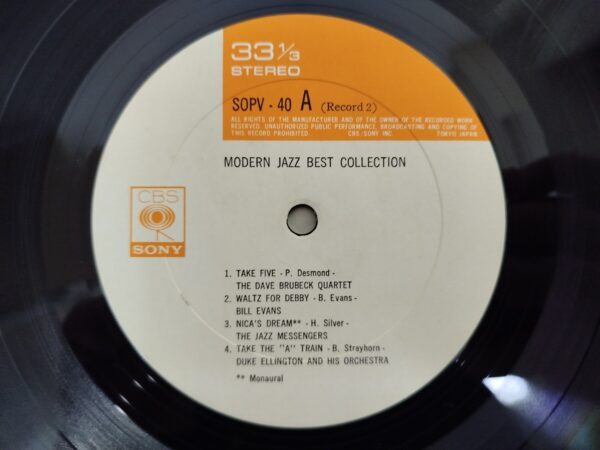 33 1/3
STEREO
SOPV - 40 A (Record 2)
ALL RIGHTS OF THE MANUFACTURER AND OF THE OWNER OF THE RECORDED WORK
RESERVED. UNAUTHORIZED PUBLIC PERFORMANCE, BROADCASTING AND COPYING OF
THIS RECORD PROHIBITED CBS/SONY INC. TOKYO JAPAN
MODERN JAZZ BEST COLLECTION
CBS
SONY
1. TAKE FIVE - P. Desmond -
THE DAVE BRUBECK QUARTET
2. WALTZ FOR DEBBY - B. Evans -
BILL EVANS
3. NICA'S DREAM** - H. Silver -
THE JAZZ MESSENGERS
4. TAKE THE "A" TRAIN - B. Strayhorn -
DUKE ELLINGTON AND HIS ORCHESTRA
** Monaural